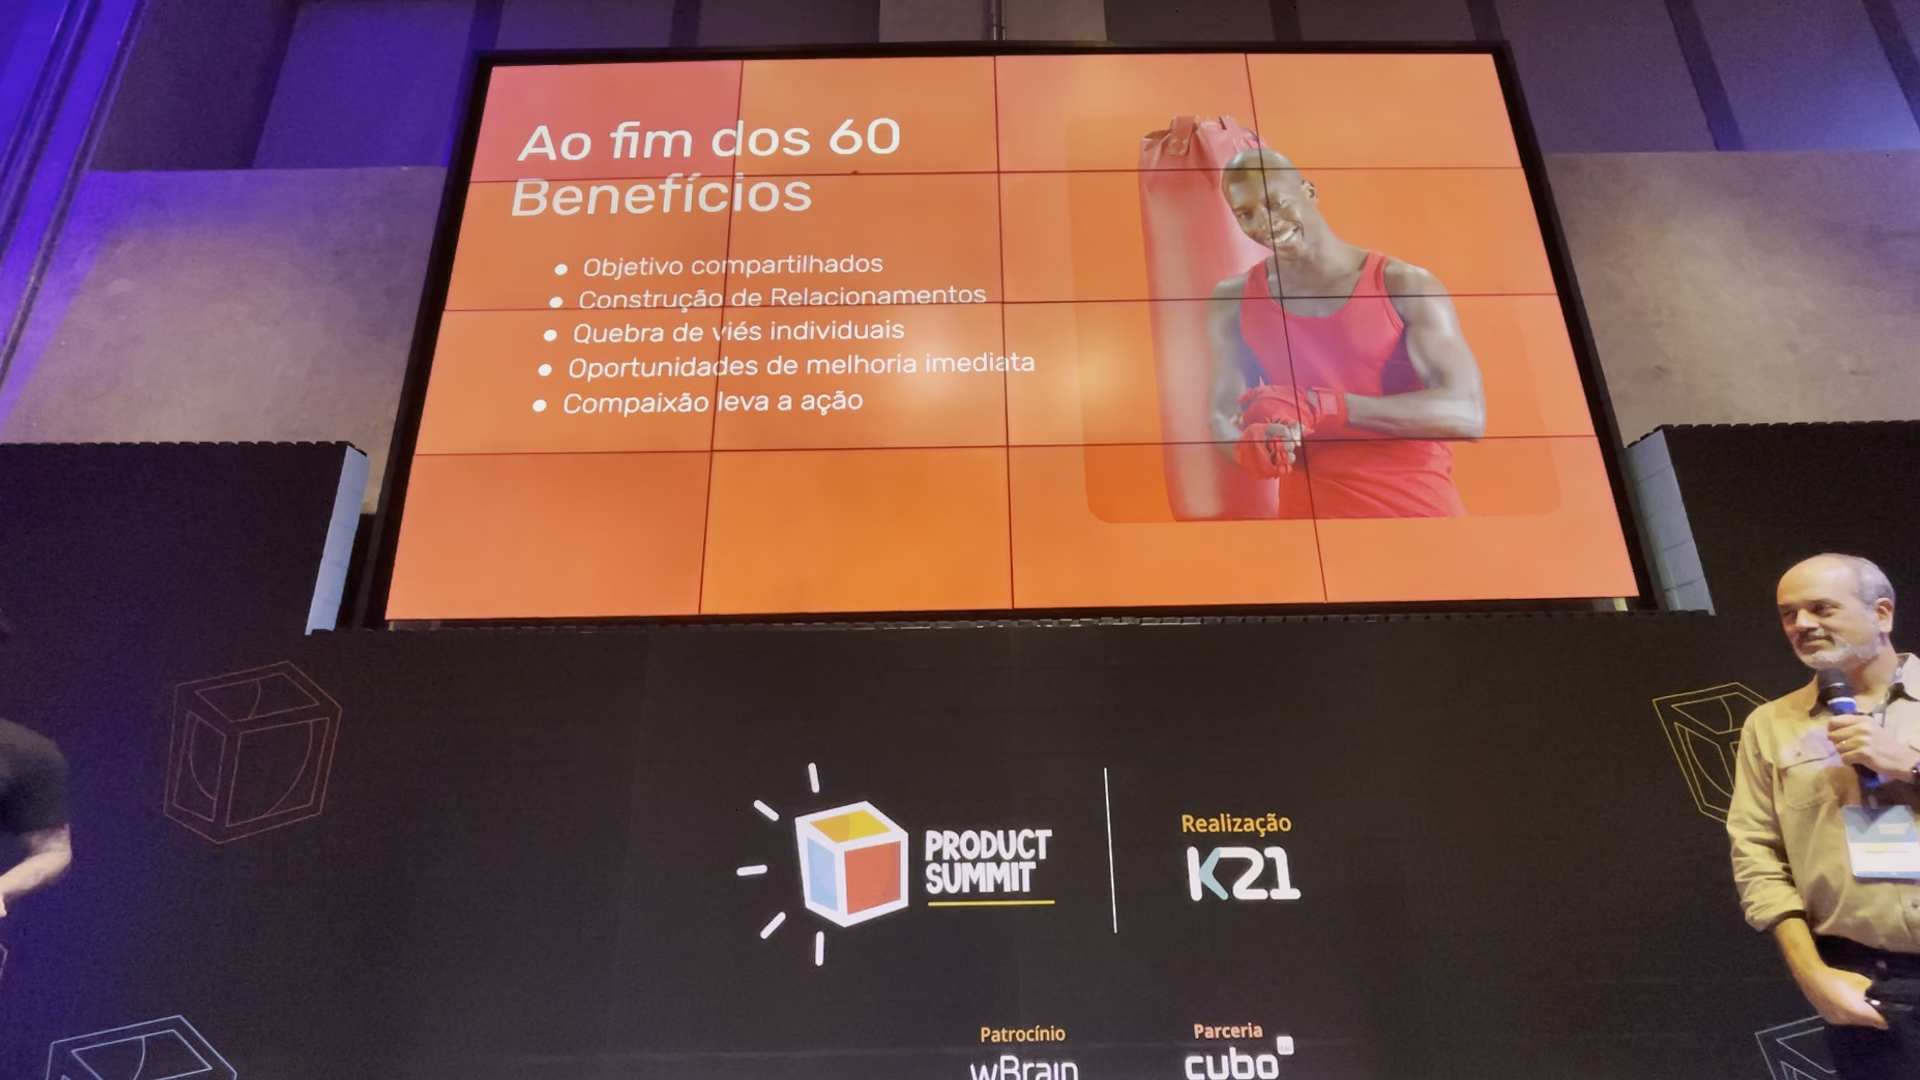 Ao fim dos 60
Benefícios
Objetivo compartilhados
Construção de Relacionamentos
Quebra de viés individuais
Oportunidades de melhoria imediata
Compaixão leva a ação
PRODUCT
SUMMIT
Realização
K21
Patrocínio
wBrain
Parceria
cubo